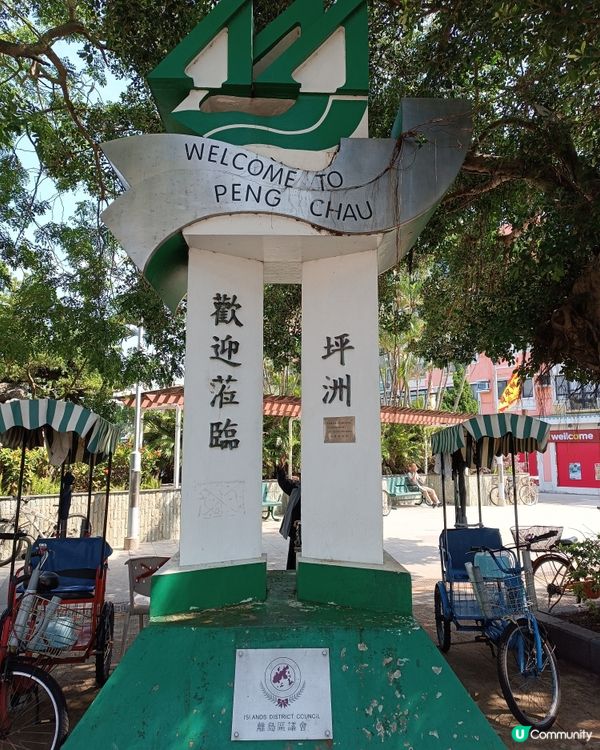 WELCOME TO
PENG CHAU
歡迎蒞臨
坪洲
wellcome
ISLANDS DISTRICT COUNCIL
離島區議會
U Community